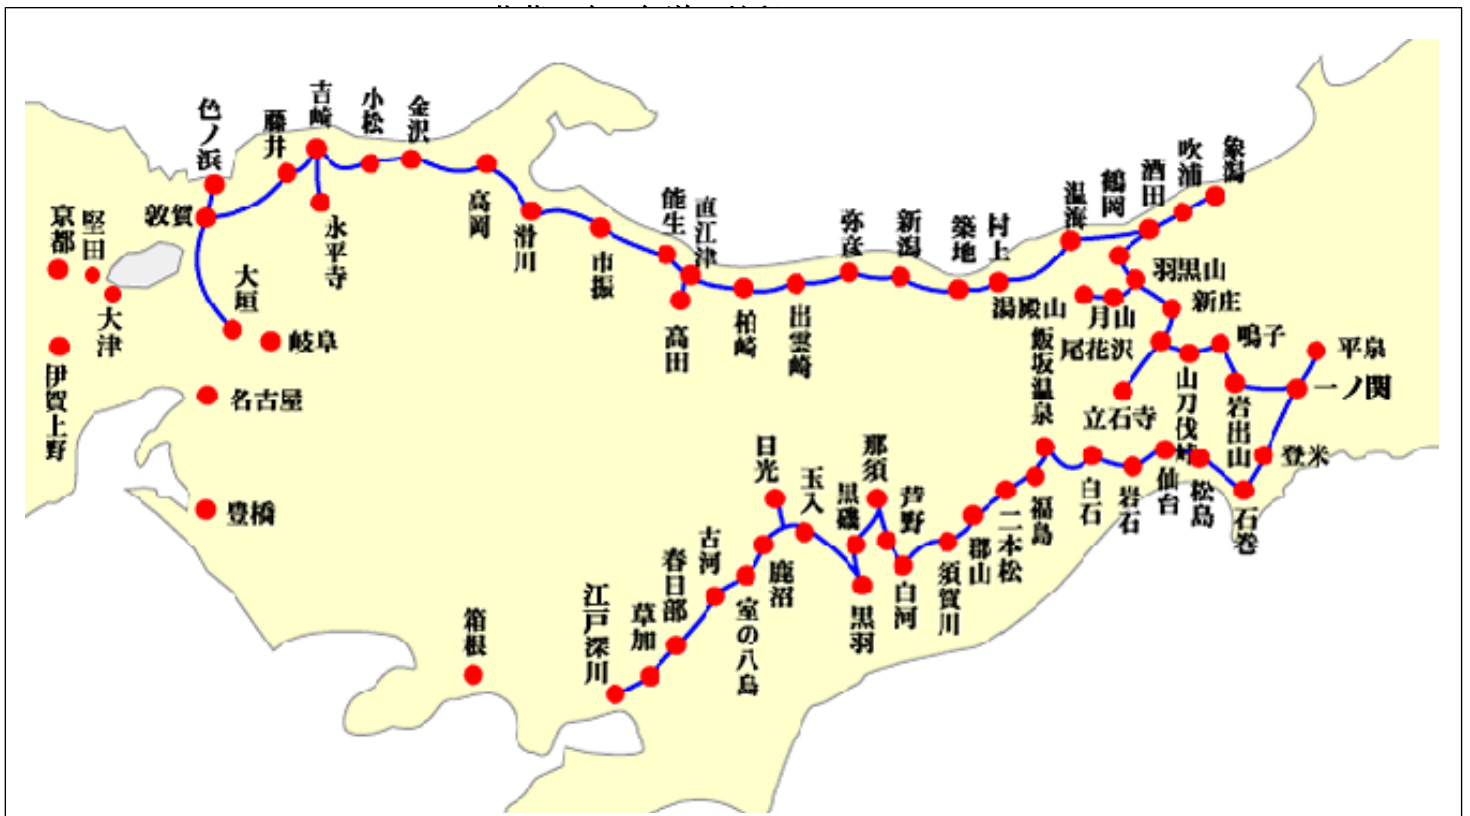 色ノ浜
藤井
吉崎
小松
金沢
敦賀
京都
堅田
大津
大垣
永平寺
高岡
滑川
市振
能生
直江津
高田
柏崎
出雲崎
弥彦
新潟
築地
村上
温海
鶴岡
酒田
吹浦
象潟
羽黒山
湯殿山
月山
新庄
尾花沢
鳴子
平泉
一ノ関
立石寺
山刀伐峠
岩出山
登米
飯坂温泉
岐阜
名古屋
伊賀上野
豊橋
箱根
江戸深川
草加
春日部
古河
室の八島
鹿沼
日光
玉入
黒磯
那須
芦野
黒羽
白河
須賀川
郡山
二本松
福島
白石
岩石
仙台
松島
石巻